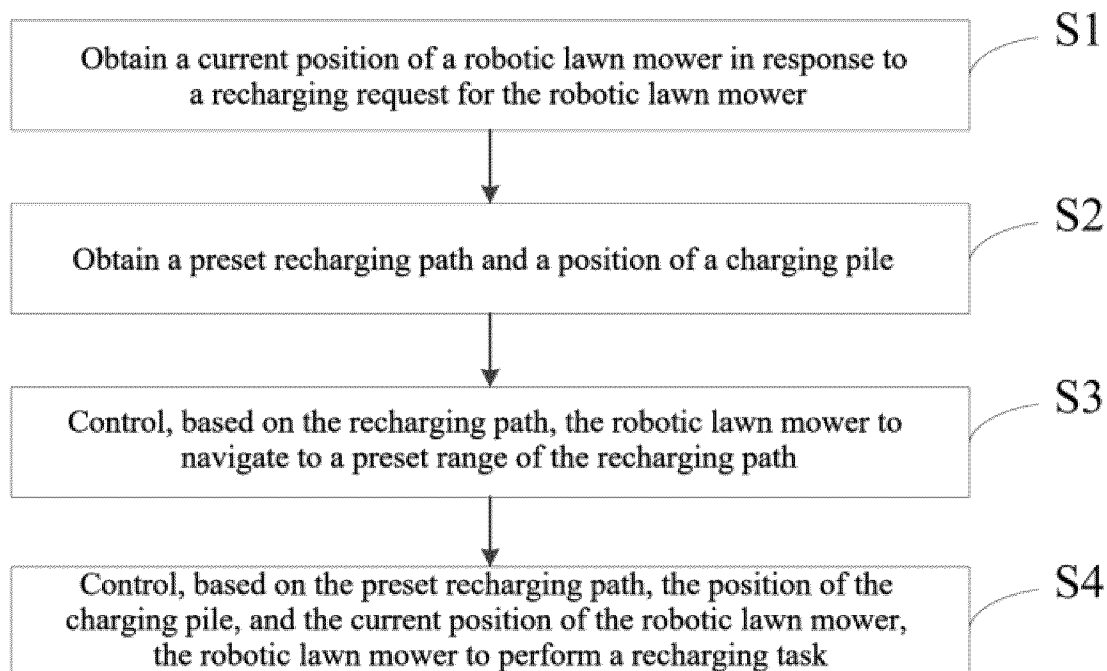 S1
Obtain a current position of a robotic lawn mower in response to
a recharging request for the robotic lawn mower
S2
Obtain a preset recharging path and a position of a charging pile
S3
Control, based on the recharging path, the robotic lawn mower to
navigate to a preset range of the recharging path
S4
Control, based on the preset recharging path, the position of the
charging pile, and the current position of the robotic lawn mower,
the robotic lawn mower to perform a recharging task